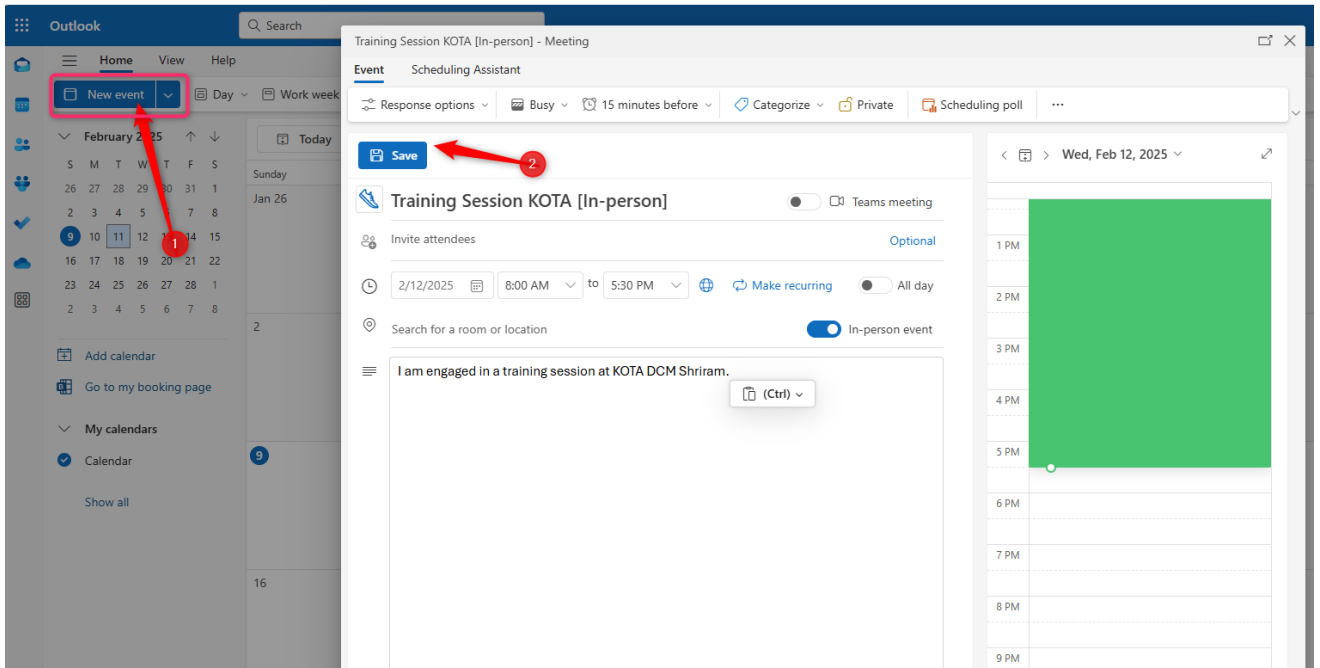 Outlook
Search
Home View Help
New event
Day
Work week
February 2025
S M T W T F S
26 27 28 29 30 31 1
2 3 4 5 7 8
9 10 11 12 14 15
16 17 18 19 20 21 22
23 24 25 26 27 28 1
2 3 4 5 6 7 8
Add calendar
Go to my booking page
My calendars
Calendar
Show all
Today
Sunday
Jan 26
2
9
16
1
Training Session KOTA [In-person] - Meeting
Event Scheduling Assistant
Response options Busy 15 minutes before Categorize Private Scheduling poll ...
Save
2
Training Session KOTA [In-person] Teams meeting
Invite attendees Optional
2/12/2025 8:00 AM to 5:30 PM Make recurring All day
Search for a room or location In-person event
I am engaged in a training session at KOTA DCM Shriram.
(Ctrl)
Wed, Feb 12, 2025
1 PM
2 PM
3 PM
4 PM
5 PM
6 PM
7 PM
8 PM
9 PM